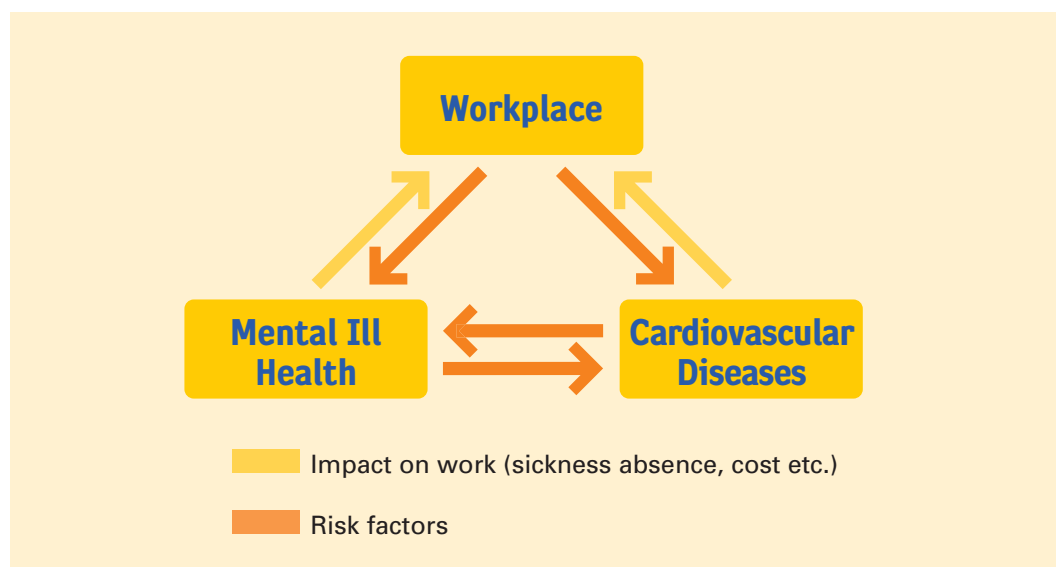 Workplace
Mental Ill
Health
Cardiovascular
Diseases
Impact on work (sickness absence, cost etc.)
Risk factors